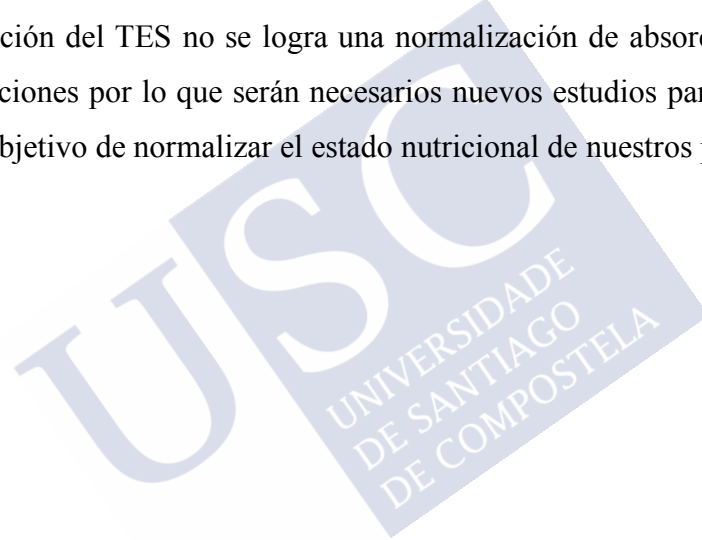 ción del TES no se logra una normalización de absor
ciones por lo que serán necesarios nuevos estudios par
bjetivo de normalizar el estado nutricional de nuestros
USC
UNIVERSIDADE
DE SANTIAGO
DE COMPOSTELA